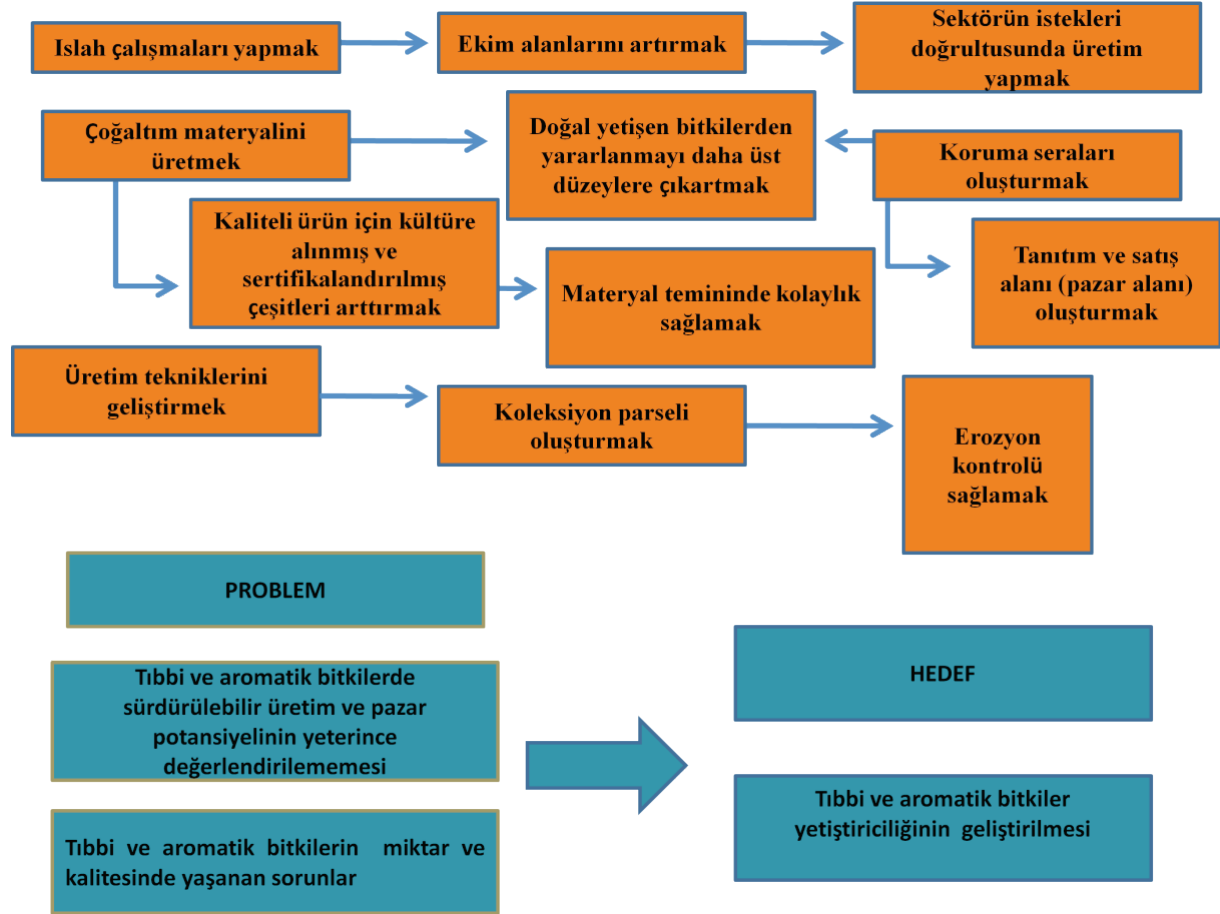 Islah çalışmaları yapmak
Ekim alanlarını artırmak
Sektörün istekleri
doğrultusunda üretim
yapmak
Çoğaltım materyalini
üretmek
Doğal yetişen bitkilerden
yararlanmayı daha üst
düzeylere çıkartmak
Koruma seraları
oluşturmak
Kaliteli ürün için kültüre
alınmış ve
sertifikalandırılmış
çeşitleri arttırmak
Materyal temininde kolaylık
sağlamak
Tanıtım ve satış
alanı (pazar alanı)
oluşturmak
Üretim tekniklerini
geliştirmek
Koleksiyon parseli
oluşturmak
Erozyon
kontrolü
sağlamak
PROBLEM
Tıbbi ve aromatik bitkilerde
sürdürülebilir üretim ve pazar
potansiyelinin yeterince
değerlendirilememesi
Tıbbi ve aromatik bitkilerin miktar ve
kalitesinde yaşanan sorunlar
HEDEF
Tıbbi ve aromatik bitkiler
yetiştiriciliğinin geliştirilmesi